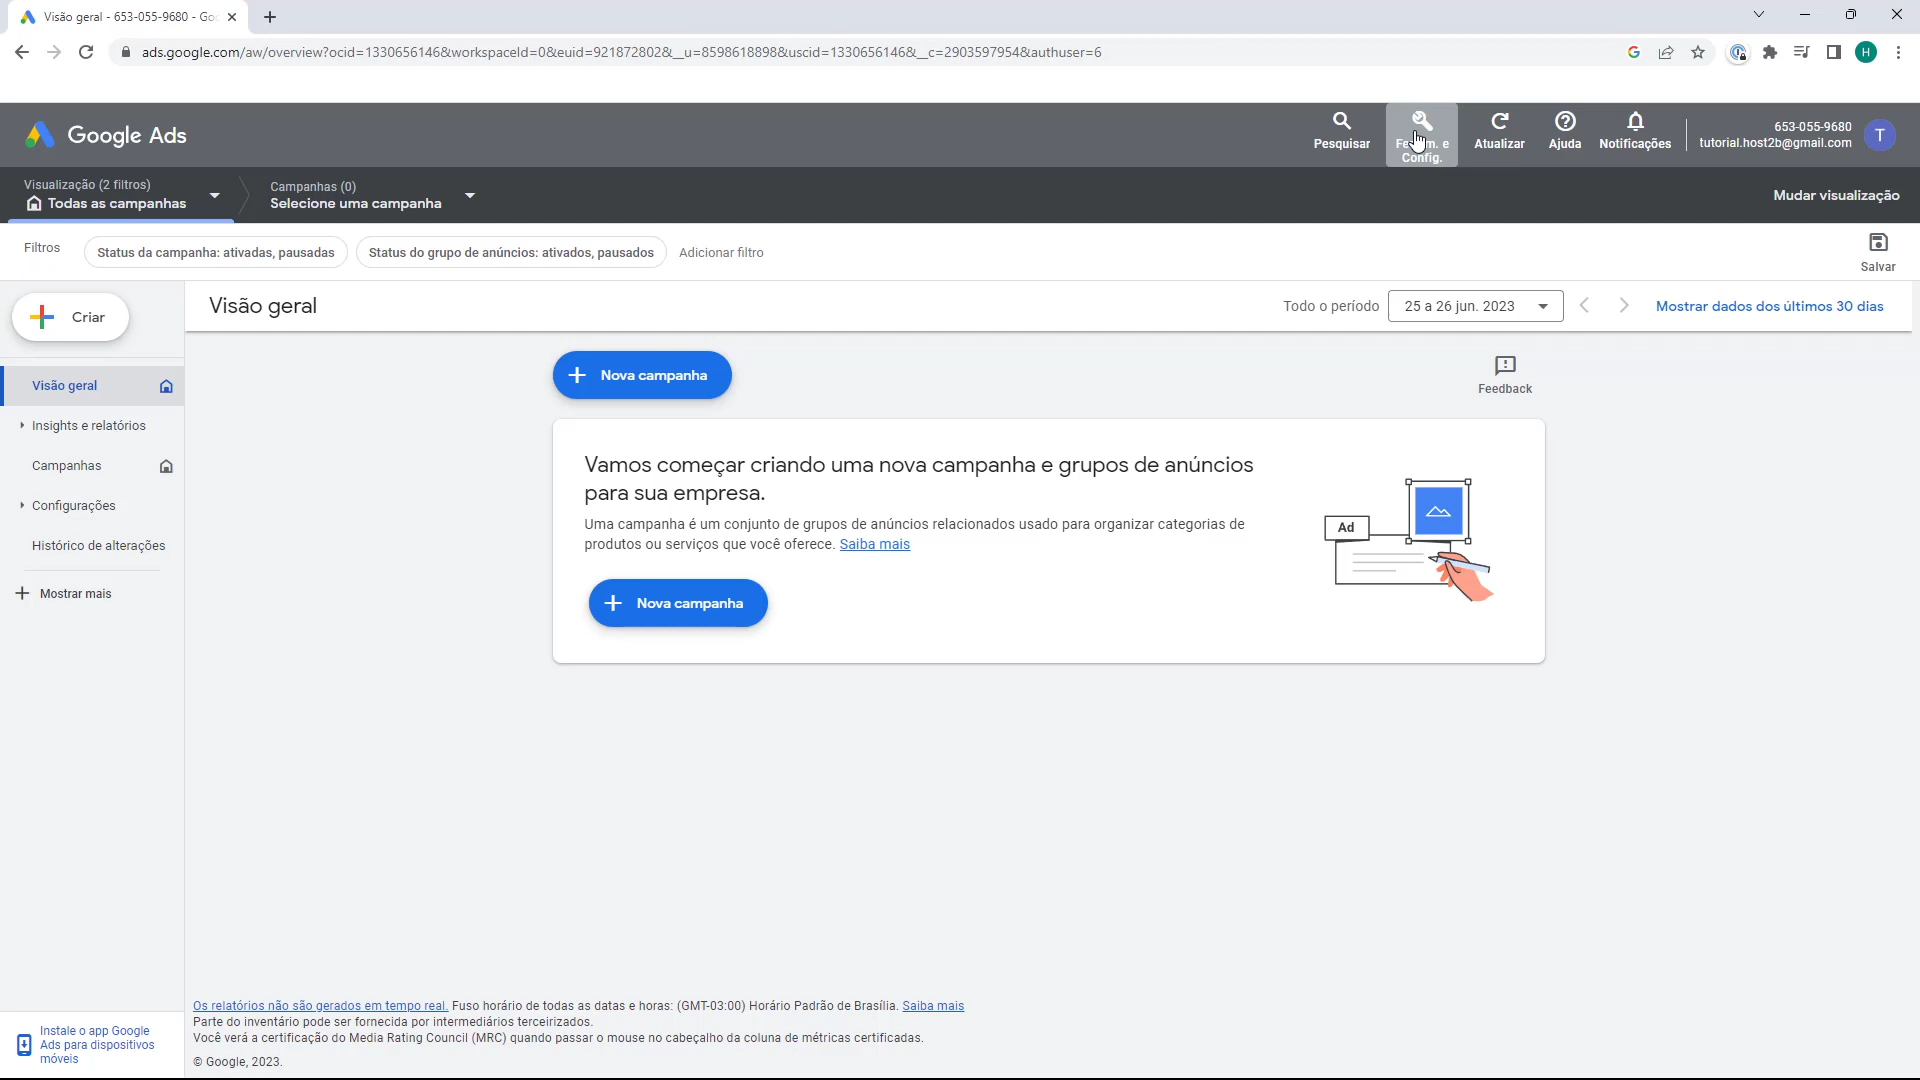 Visão geral - 653-055-9680 - Goo
ads.google.com/aw/overview?ocid=1330656146&workspaceId=0&euid=921872802&__u=8598618898&uscid=1330656146&__c=2903597954&authuser=6
H
Google Ads
Pesquisar
Config.
Atualizar
Ajuda
Notificações
653-055-9680
tutorial.host2b@gmail.com
T
Visualização (2 filtros)
Todas as campanhas
Campanhas (0)
Selecione uma campanha
Mudar visualização
Filtros
Status da campanha: ativadas, pausadas
Status do grupo de anúncios: ativados, pausados
Adicionar filtro
Salvar
Criar
Visão geral
Todo o período
25 a 26 jun. 2023
Mostrar dados dos últimos 30 dias
Visão geral
Insights e relatórios
Campanhas
Configurações
Histórico de alterações
Mostrar mais
Nova campanha
Feedback
Vamos começar criando uma nova campanha e grupos de anúncios
para sua empresa.
Uma campanha é um conjunto de grupos de anúncios relacionados usado para organizar categorias de
produtos ou serviços que você oferece. Saiba mais
Ad
Nova campanha
Instale o app Google
Ads para dispositivos
móveis
Os relatórios não são gerados em tempo real. Fuso horário de todas as datas e horas: (GMT-03:00) Horário Padrão de Brasília. Saiba mais
Parte do inventário pode ser fornecida por intermediários terceirizados.
Você verá a certificação do Media Rating Council (MRC) quando passar o mouse no cabeçalho da coluna de métricas certificadas.
© Google, 2023.